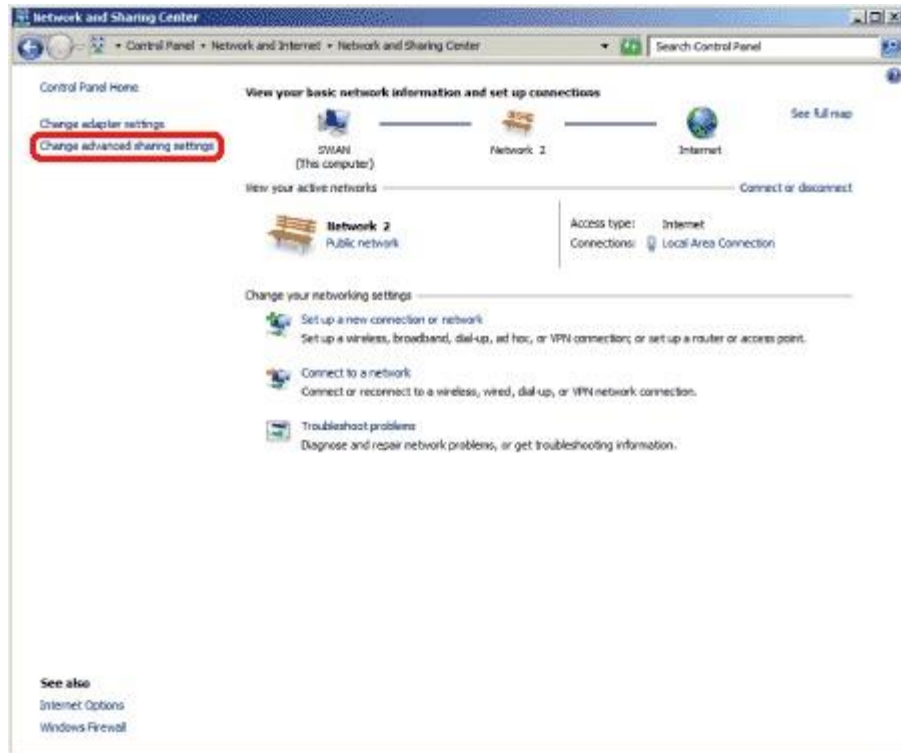 Network and Sharing Center
Control Panel Network and Internet Network and Sharing Center Search Control Panel
Control Panel Home
Change adapter settings
Change advanced sharing settings
View your basic network information and set up connections
See full map
SWAN
(This computer)
Network 2
Internet
View your active networks
Connect or disconnect
Network 2
Public network
Access type: Internet
Connections: Local Area Connection
Change your networking settings
Set up a new connection or network
Set up a wireless, broadband, dial-up, ad hoc, or VPN connection; or set up a router or access point.
Connect to a network
Connect or reconnect to a wireless, wired, dial-up, or VPN network connection.
Troubleshoot problems
Diagnose and repair network problems, or get troubleshooting information.
See also
Internet Options
Windows Firewall